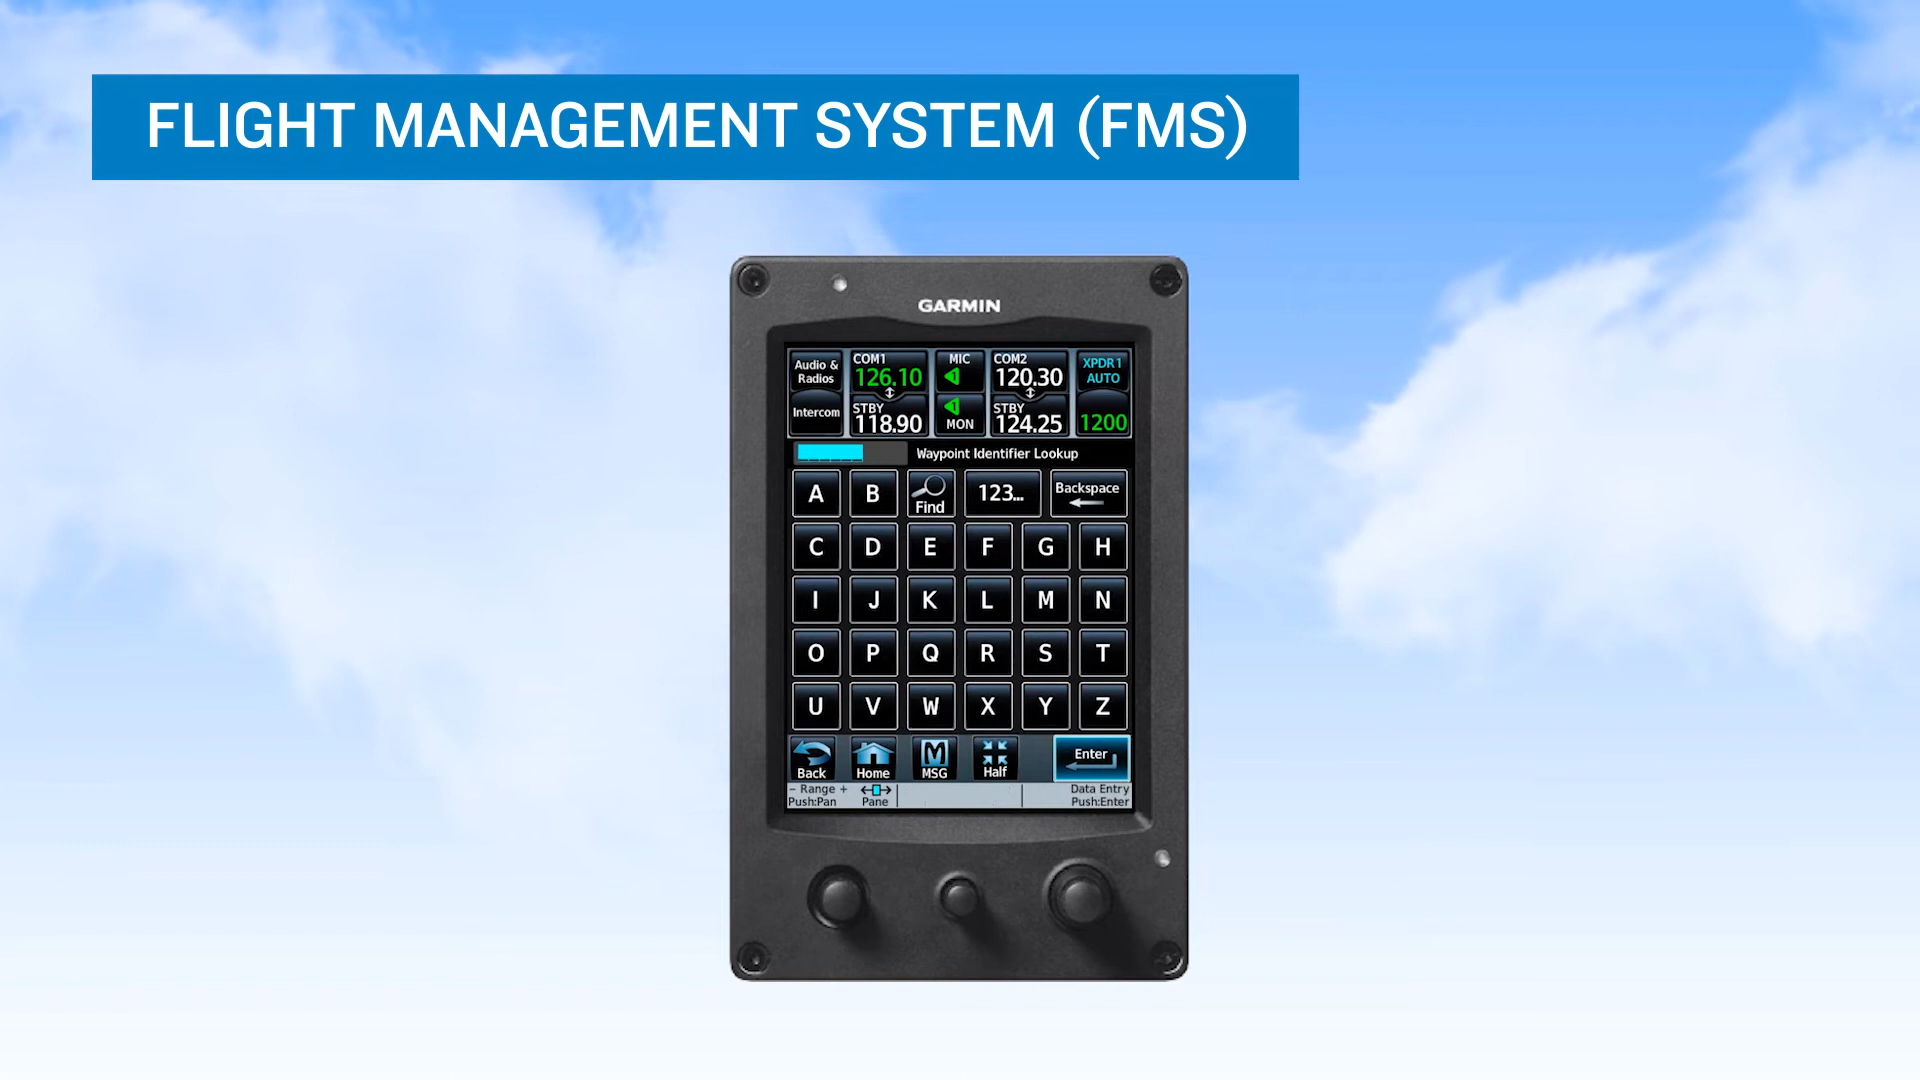 FLIGHT MANAGEMENT SYSTEM (FMS)
GARMIN
Audio & Radios
COM1
126.10
MIC
1
COM2
120.30
XPDR1
AUTO
Intercom
STBY
118.90
1
MON
STBY
124.25
1200
Waypoint Identifier Lookup
A B Find 123... Backspace
C D E F G H
I J K L M N
O P Q R S T
U V W X Y Z
Back Home MSG Half Enter
– Range + Data Entry
Push:Pan Pane Push:Enter